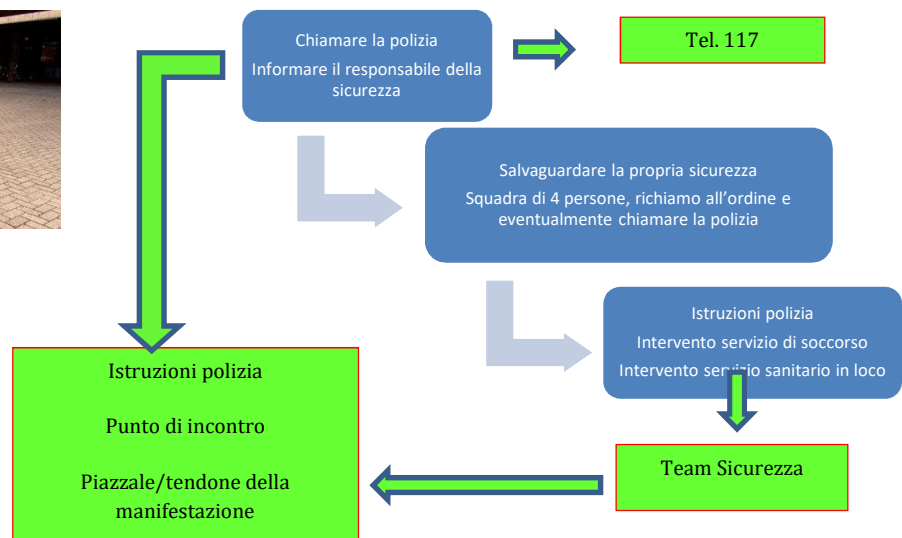 Chiamare la polizia
Informare il responsabile della
sicurezza
Tel. 117
Salvaguardare la propria sicurezza
Squadra di 4 persone, richiamo all’ordine e
eventualmente chiamare la polizia
Istruzioni polizia
Intervento servizio di soccorso
Intervento servizio sanitario in loco
Istruzioni polizia
Punto di incontro
Piazzale/tendone della
manifestazione
Team Sicurezza